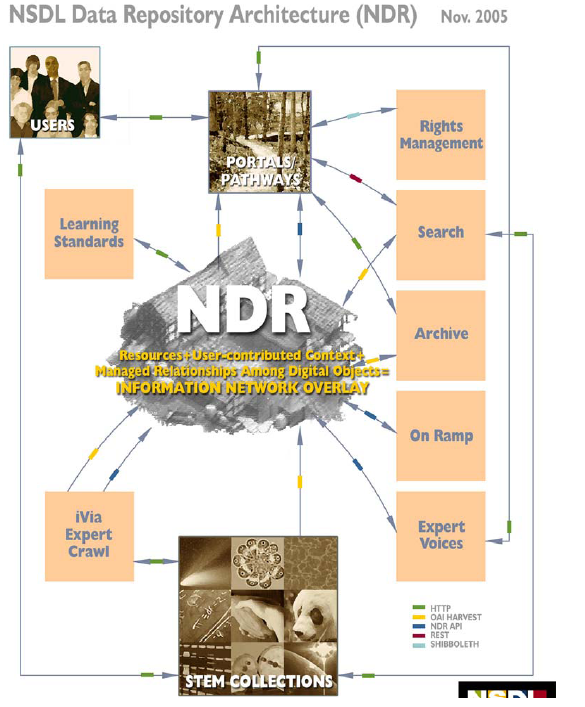 NSDL Data Repository Architecture (NDR) Nov. 2005
USERS
PORTALS/
PATHWAYS
Rights
Management
Learning
Standards
Search
NDR
Resources+User-contributed Context+
Managed Relationships Among Digital Objects=
INFORMATION NETWORK OVERLAY
Archive
On Ramp
iVia
Expert
Crawl
Expert
Voices
STEM COLLECTIONS
HTTP
OAI HARVEST
NDR API
REST
SHIBBOLETH
NSDL